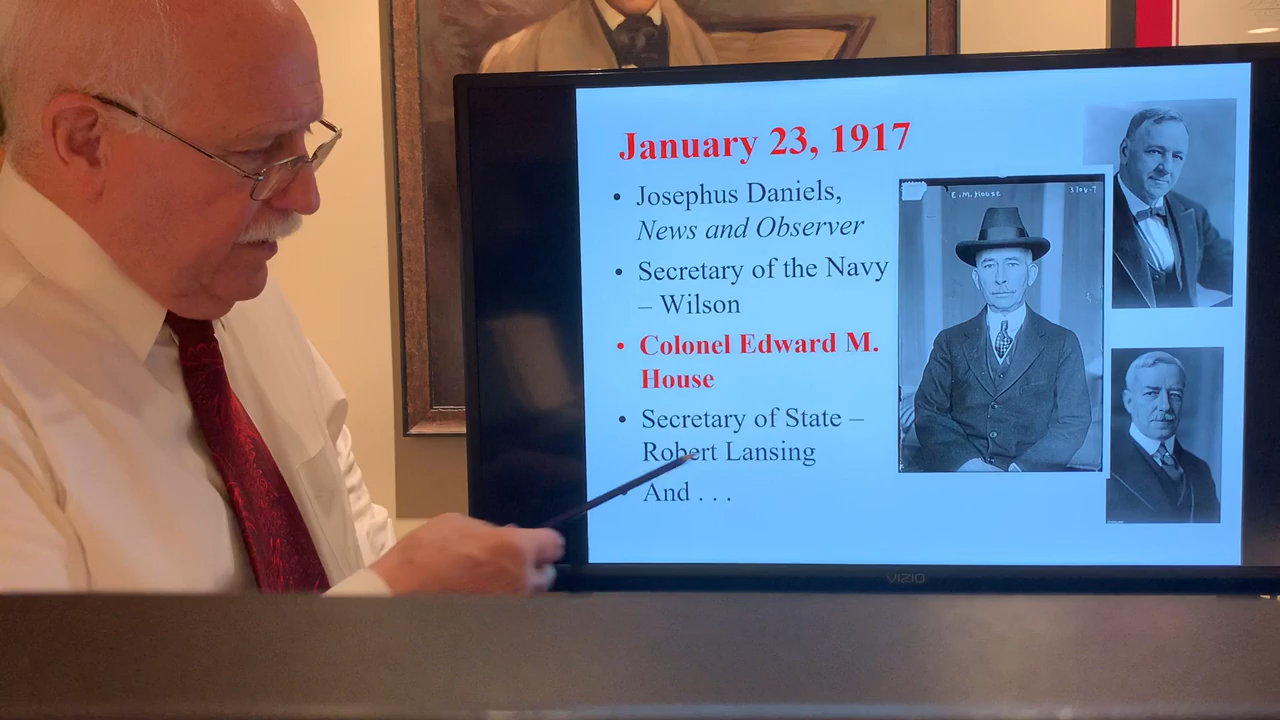 January 23, 1917
• Josephus Daniels,
News and Observer
• Secretary of the Navy
– Wilson
• Colonel Edward M.
House
• Secretary of State –
Robert Lansing
And . . .
E.M. HOUSE
VIZIO